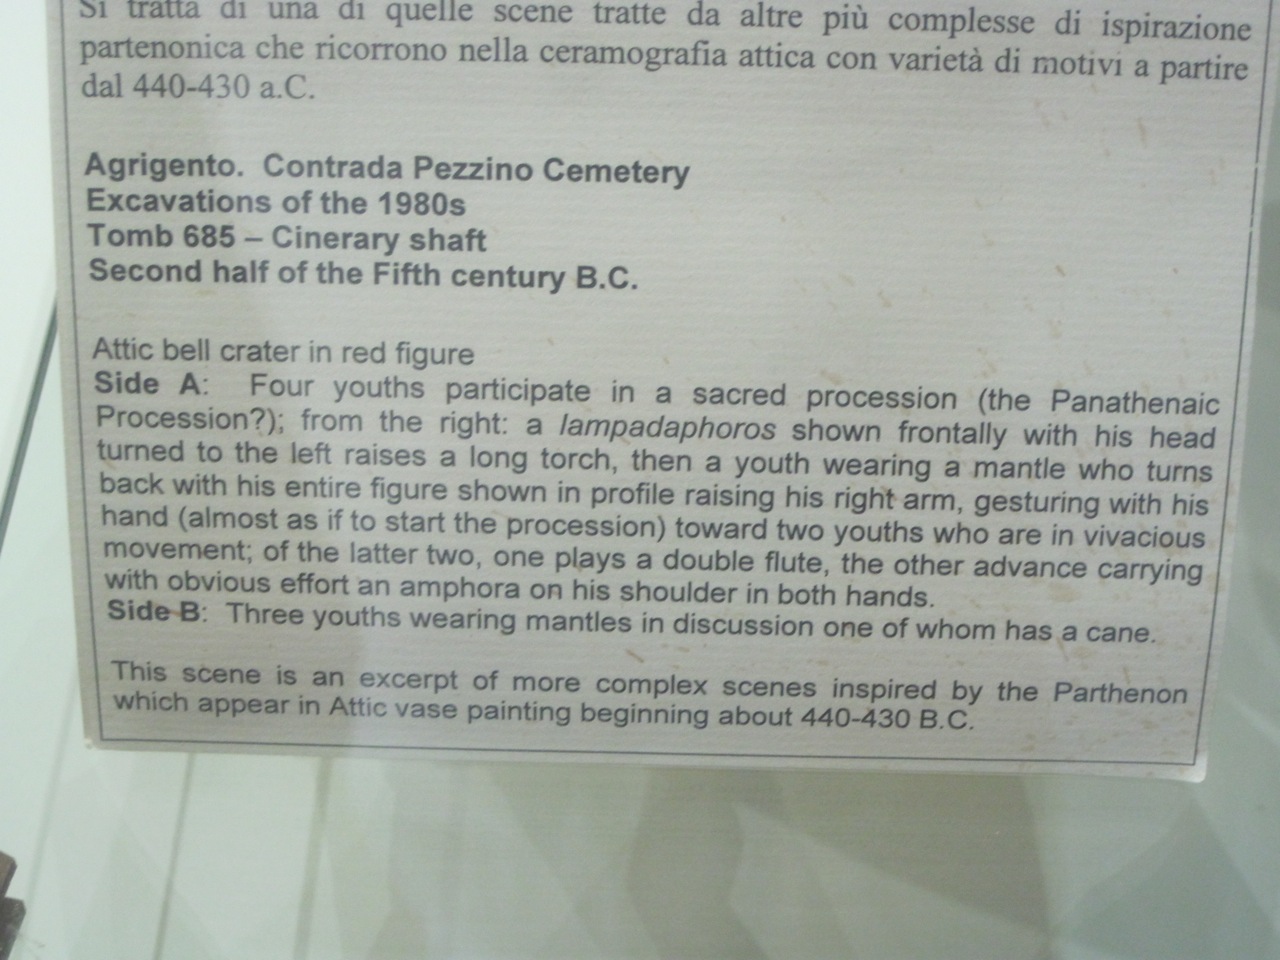 Si tratta di una di quelle scene tratte da altre più complesse di ispirazione
partenonica che ricorrono nella ceramografia attica con varietà di motivi a partire
dal 440-430 a.C.
Agrigento. Contrada Pezzino Cemetery
Excavations of the 1980s
Tomb 685 – Cinerary shaft
Second half of the Fifth century B.C.
Attic bell crater in red figure
Side A: Four youths participate in a sacred procession (the Panathenaic
Procession?); from the right: a lampadaphoros shown frontally with his head
turned to the left raises a long torch, then a youth wearing a mantle who turns
back with his entire figure shown in profile raising his right arm, gesturing with his
hand (almost as if to start the procession) toward two youths who are in vivacious
movement; of the latter two, one plays a double flute, the other advance carrying
with obvious effort an amphora on his shoulder in both hands.
Side B: Three youths wearing mantles in discussion one of whom has a cane.
This scene is an excerpt of more complex scenes inspired by the Parthenon
which appear in Attic vase painting beginning about 440-430 B.C.